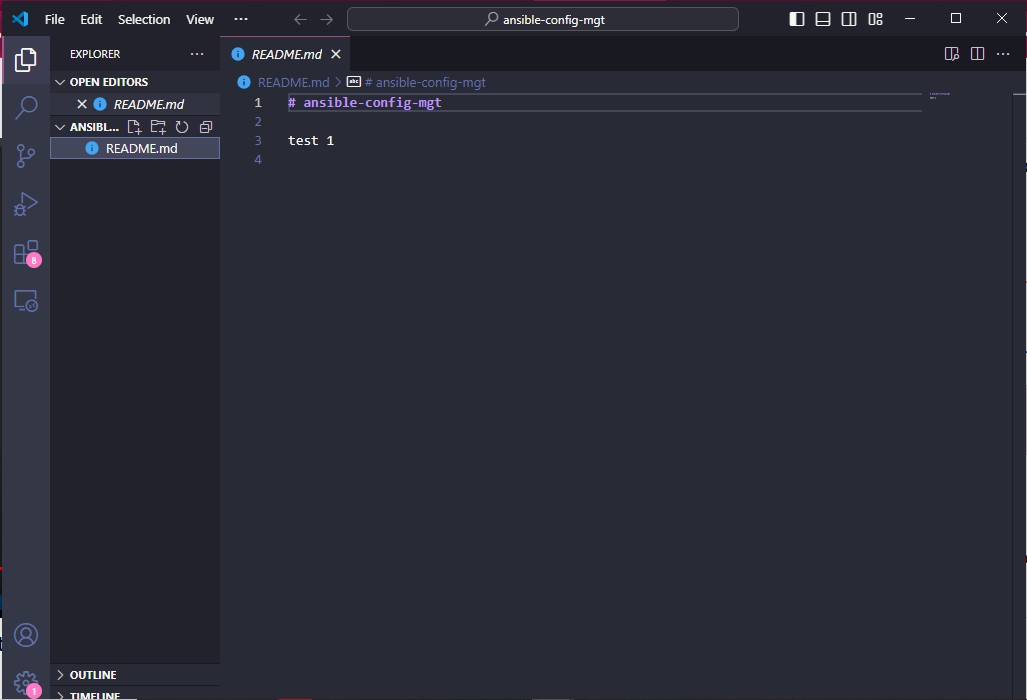 File Edit Selection View ···
ansible-config-mgt
EXPLORER ···
README.md
OPEN EDITORS
README.md
ANSIBL...
README.md
README.md > # ansible-config-mgt
1 # ansible-config-mgt
2
3 test 1
4
8
OUTLINE
1
TIMELINE